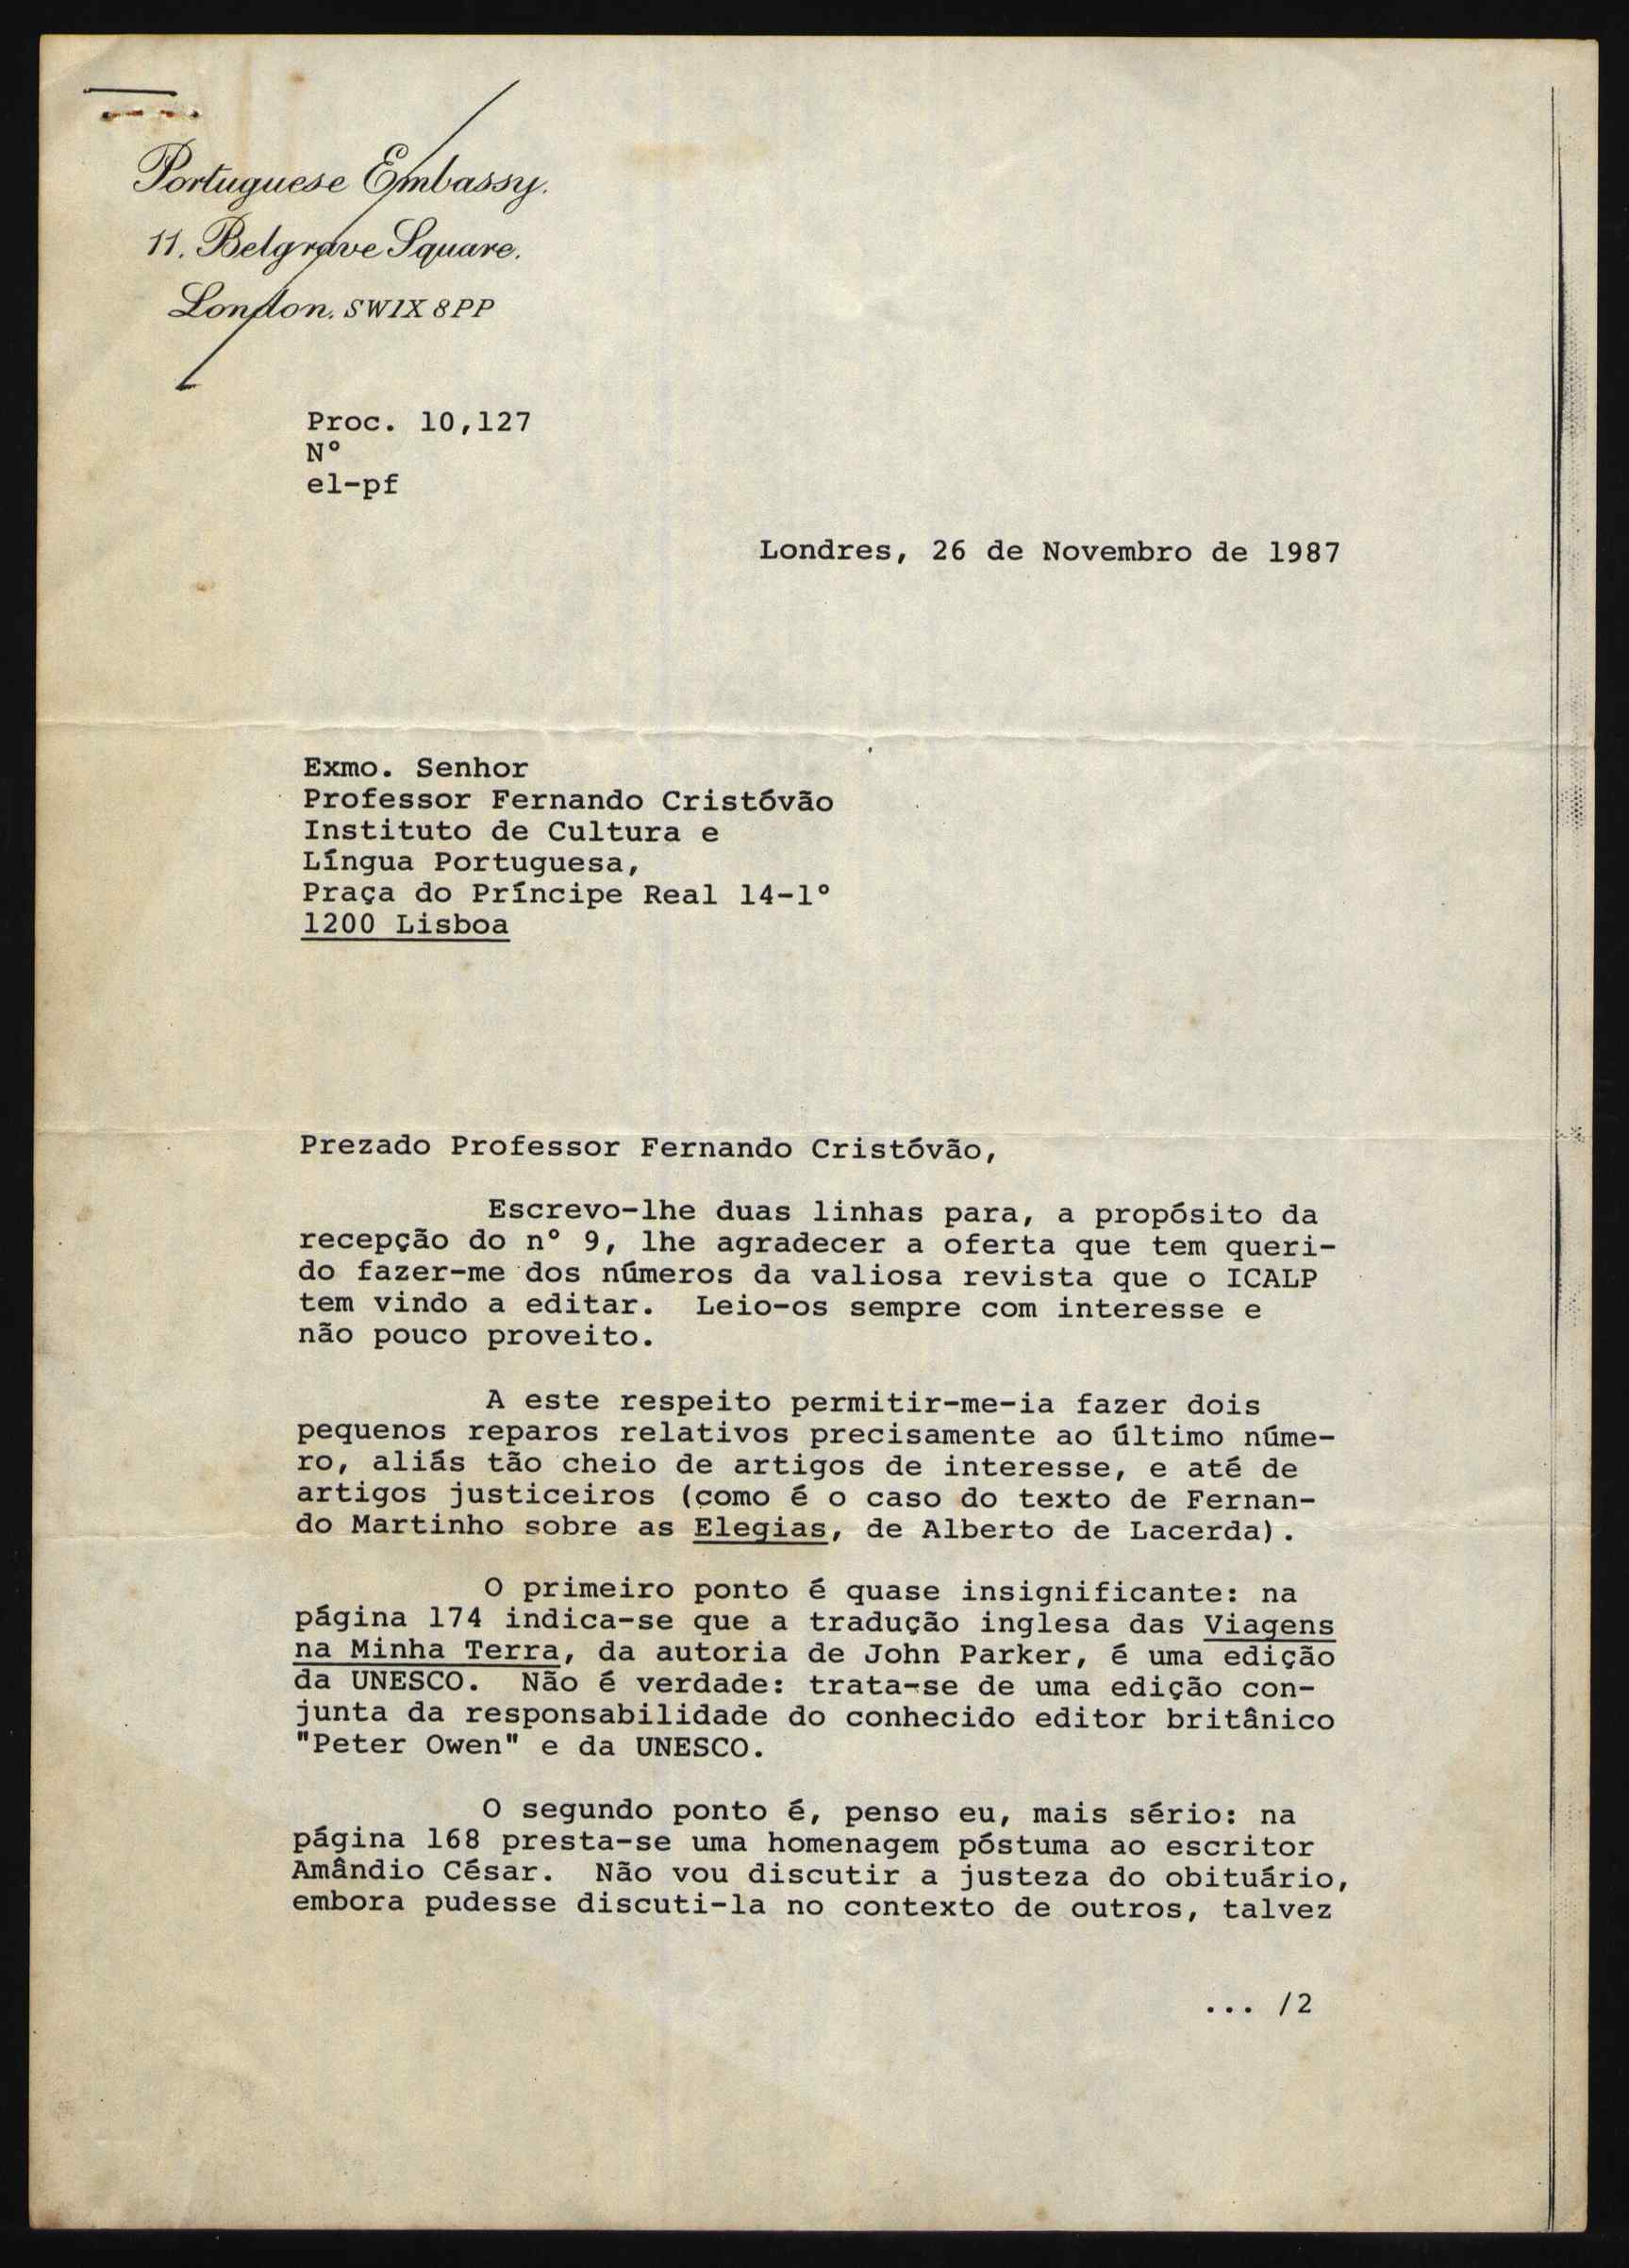 Portuguese Embassy.
11. Belgrave Square.
London. SW1X 8PP
Proc. 10,127
Nº
el-pf
Londres, 26 de Novembro de 1987
Exmo. Senhor
Professor Fernando Cristóvão
Instituto de Cultura e
Língua Portuguesa,
Praça do Príncipe Real 14-1º
1200 Lisboa
Prezado Professor Fernando Cristóvão,
Escrevo-lhe duas linhas para, a propósito da
recepção do nº 9, lhe agradecer a oferta que tem queri-
do fazer-me dos números da valiosa revista que o ICALP
tem vindo a editar. Leio-os sempre com interesse e
não pouco proveito.
A este respeito permitir-me-ia fazer dois
pequenos reparos relativos precisamente ao último núme-
ro, aliás tão cheio de artigos de interesse, e até de
artigos justiceiros (como é o caso do texto de Fernan-
do Martinho sobre as Elegias, de Alberto de Lacerda).
O primeiro ponto é quase insignificante: na
página 174 indica-se que a tradução inglesa das Viagens
na Minha Terra, da autoria de John Parker, é uma edição
da UNESCO. Não é verdade: trata-se de uma edição con-
junta da responsabilidade do conhecido editor britânico
"Peter Owen" e da UNESCO.
O segundo ponto é, penso eu, mais sério: na
página 168 presta-se uma homenagem póstuma ao escritor
Amândio César. Não vou discutir a justeza do obituário,
embora pudesse discuti-la no contexto de outros, talvez
... /2